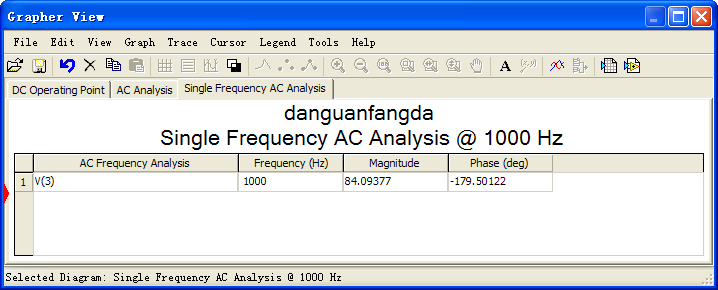 Grapher View
File Edit View Graph Trace Cursor Legend Tools Help
A
DC Operating Point AC Analysis Single Frequency AC Analysis
danguanfangda
Single Frequency AC Analysis @ 1000 Hz
AC Frequency Analysis Frequency (Hz) Magnitude Phase (deg)
1 V(3) 1000 84.09377 -179.50122
Selected Diagram: Single Frequency AC Analysis @ 1000 Hz